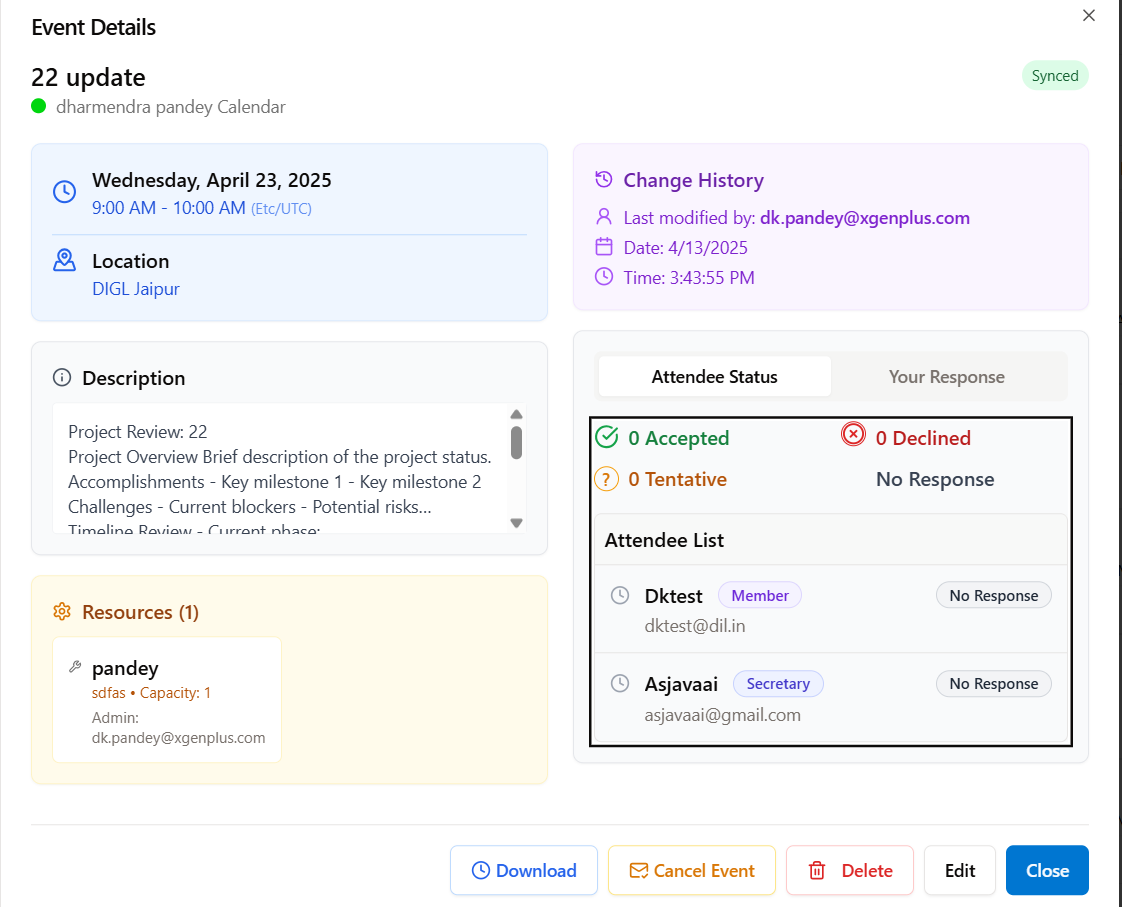 Event Details
22 update
Synced
dharmendra pandey Calendar
Wednesday, April 23, 2025
9:00 AM - 10:00 AM (Etc/UTC)
Location
DIGL Jaipur
Change History
Last modified by: dk.pandey@xgenplus.com
Date: 4/13/2025
Time: 3:43:55 PM
Description
Project Review: 22
Project Overview Brief description of the project status.
Accomplishments - Key milestone 1 - Key milestone 2
Challenges - Current blockers - Potential risks...
Timeline Review - Current phase:
Resources (1)
pandey
sdfas • Capacity: 1
Admin:
dk.pandey@xgenplus.com
Attendee Status
Your Response
0 Accepted
0 Declined
? 0 Tentative
No Response
Attendee List
Dktest Member No Response
dktest@dil.in
Asjavaai Secretary No Response
asjavaai@gmail.com
Download
Cancel Event
Delete
Edit
Close